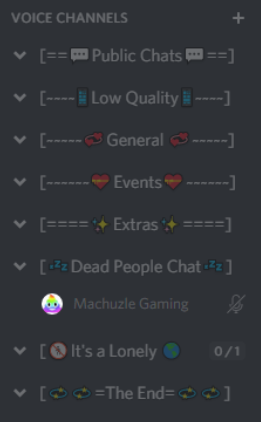 VOICE CHANNELS +
[==💬Public Chats💬==]
[----📱Low Quality📱----]
[-----🔁 General 🔁-----]
[------💝 Events💝------]
[====✨ Extras ✨====]
[💤Dead People Chat💤]
Machuzle Gaming
[🚷It's a Lonely 🌎 0/1
[💫💫=The End=💫💫]